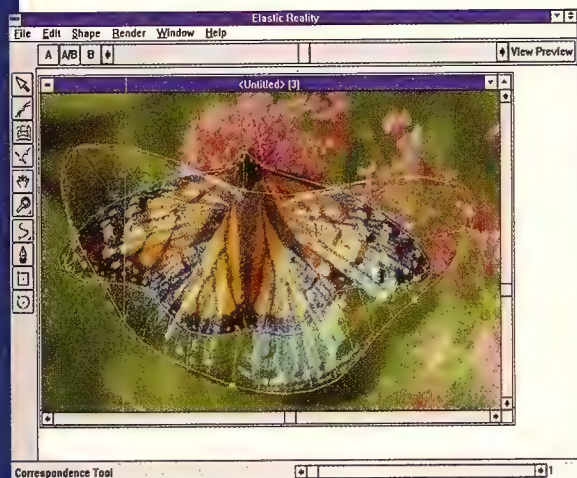 Elastic Reality
File Edit Shape Render Window Help
A A/B B View Preview
<Untitled> [3]
Correspondence Tool 1